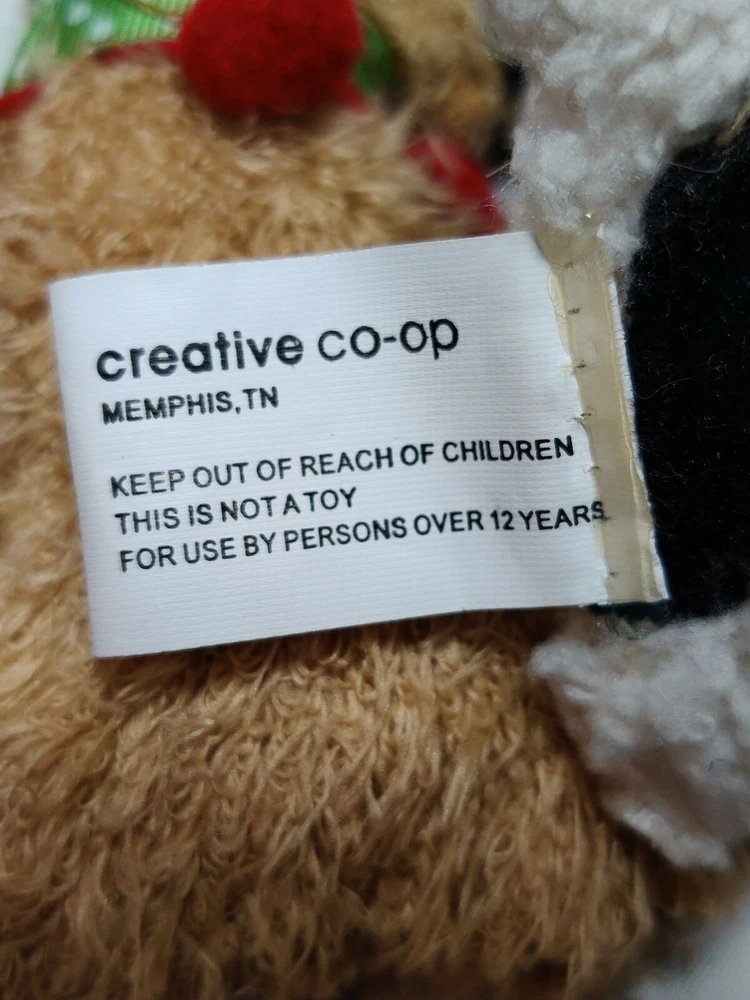 creative co-op
MEMPHIS, TN
KEEP OUT OF REACH OF CHILDREN
THIS IS NOT A TOY
FOR USE BY PERSONS OVER 12 YEARS